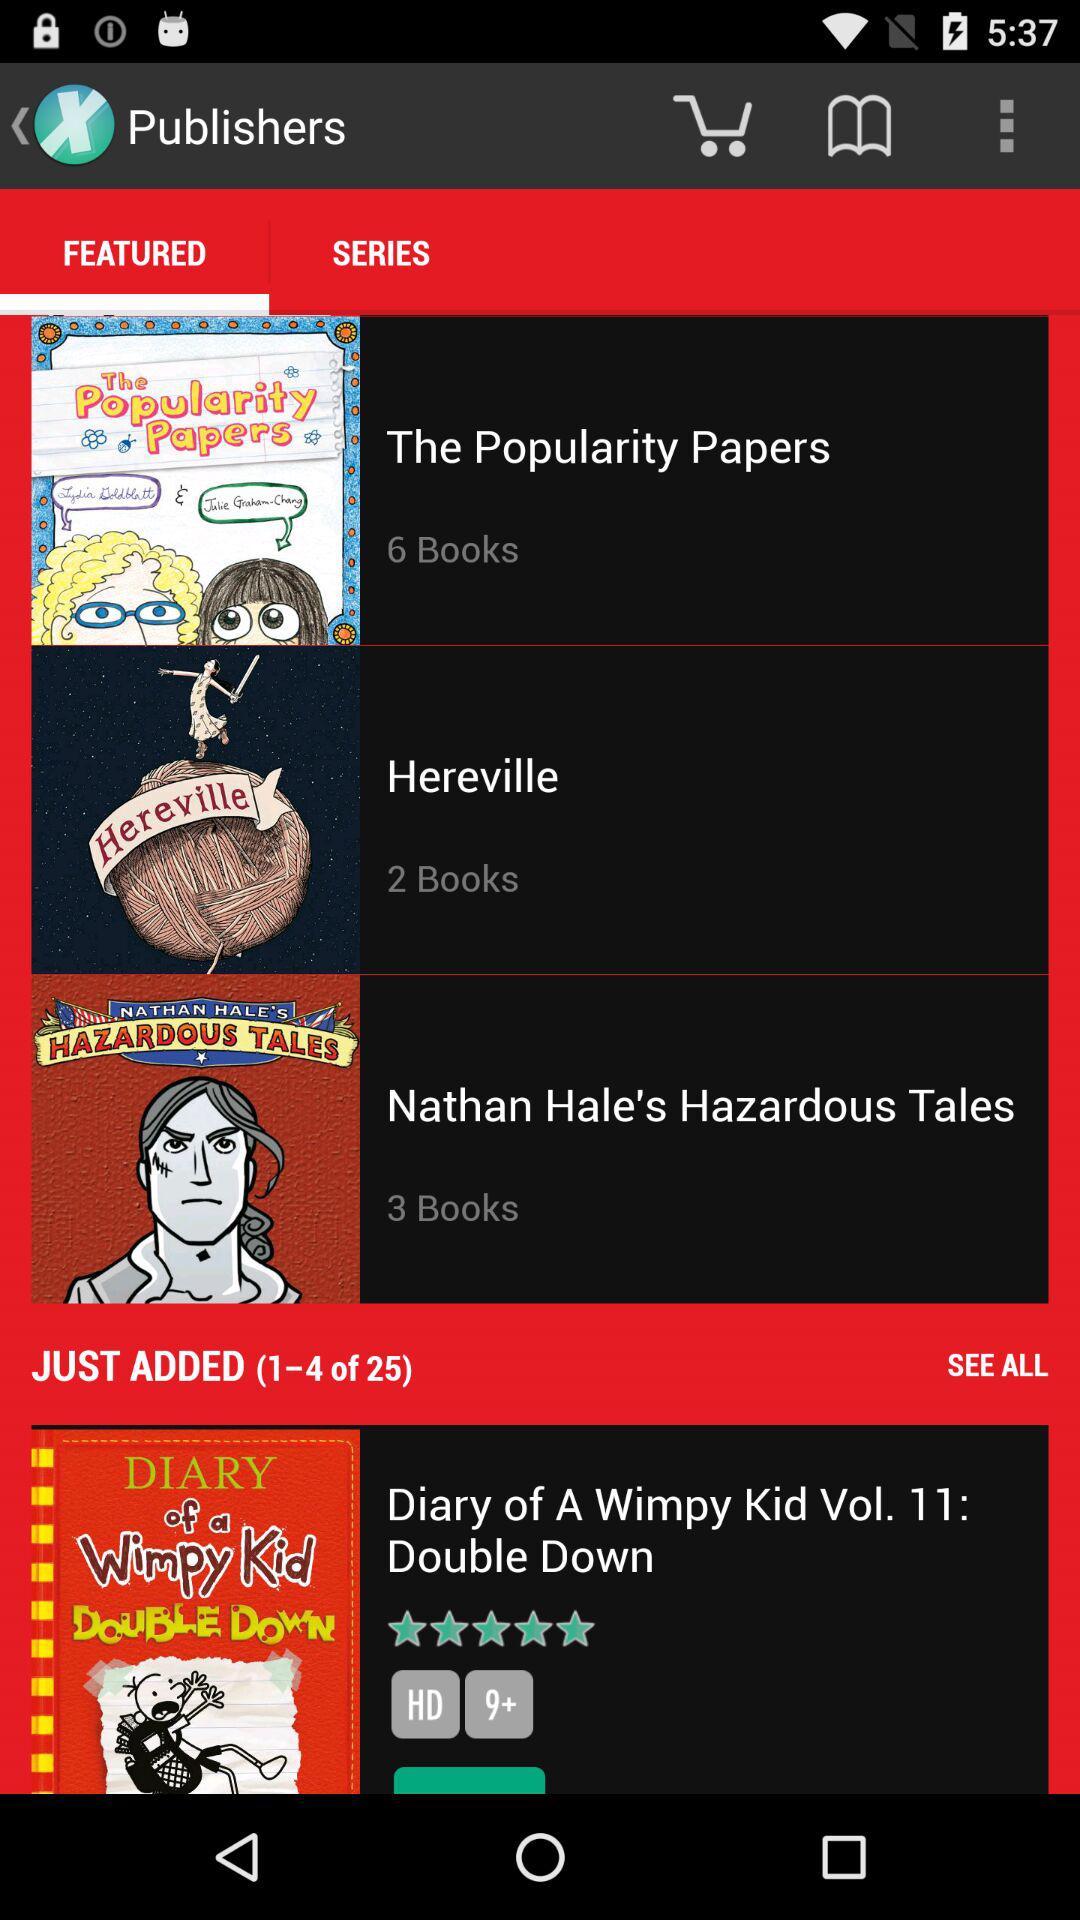 5:37
Publishers
FEATURED
SERIES
The
Popularity
Papers
Lydia Goldblatt
&
Julie Graham-Chang
The Popularity Papers
6 Books
Hereville
Hereville
2 Books
NATHAN HALE'S
HAZARDOUS TALES
Nathan Hale's Hazardous Tales
3 Books
JUST ADDED (1–4 of 25)
SEE ALL
DIARY
of a
Wimpy Kid
DOUBLE DOWN
Diary of A Wimpy Kid Vol. 11:
Double Down
HD
9+